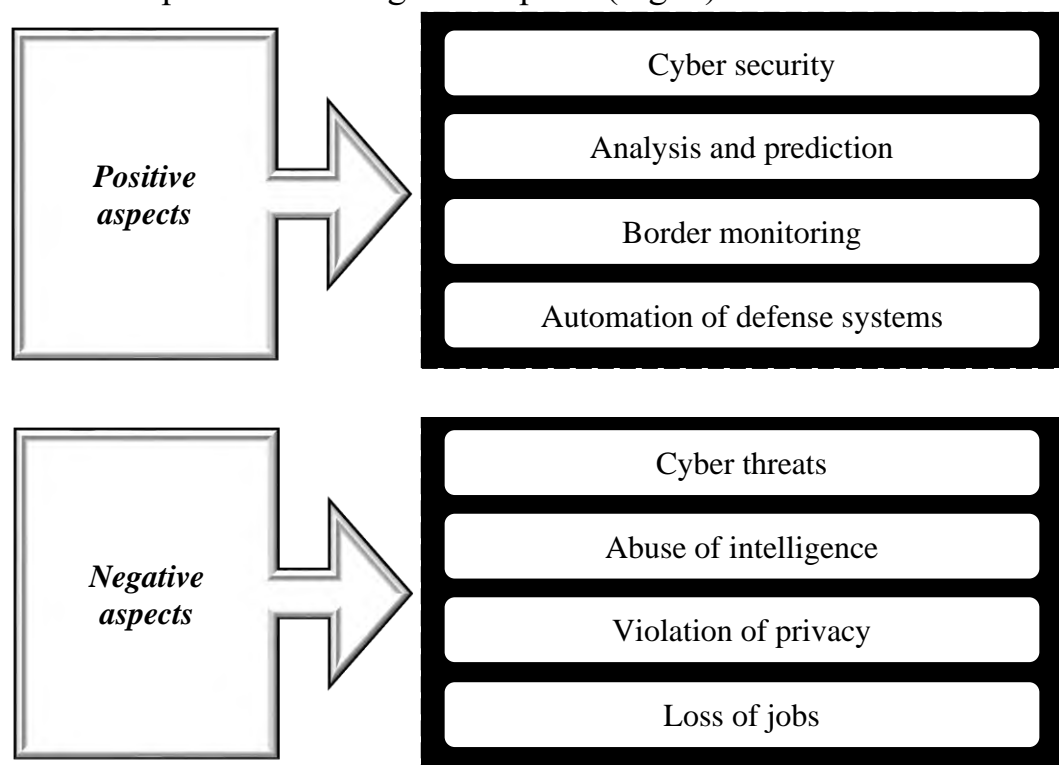 Positive
aspects
Cyber security
Analysis and prediction
Border monitoring
Automation of defense systems
Negative
aspects
Cyber threats
Abuse of intelligence
Violation of privacy
Loss of jobs